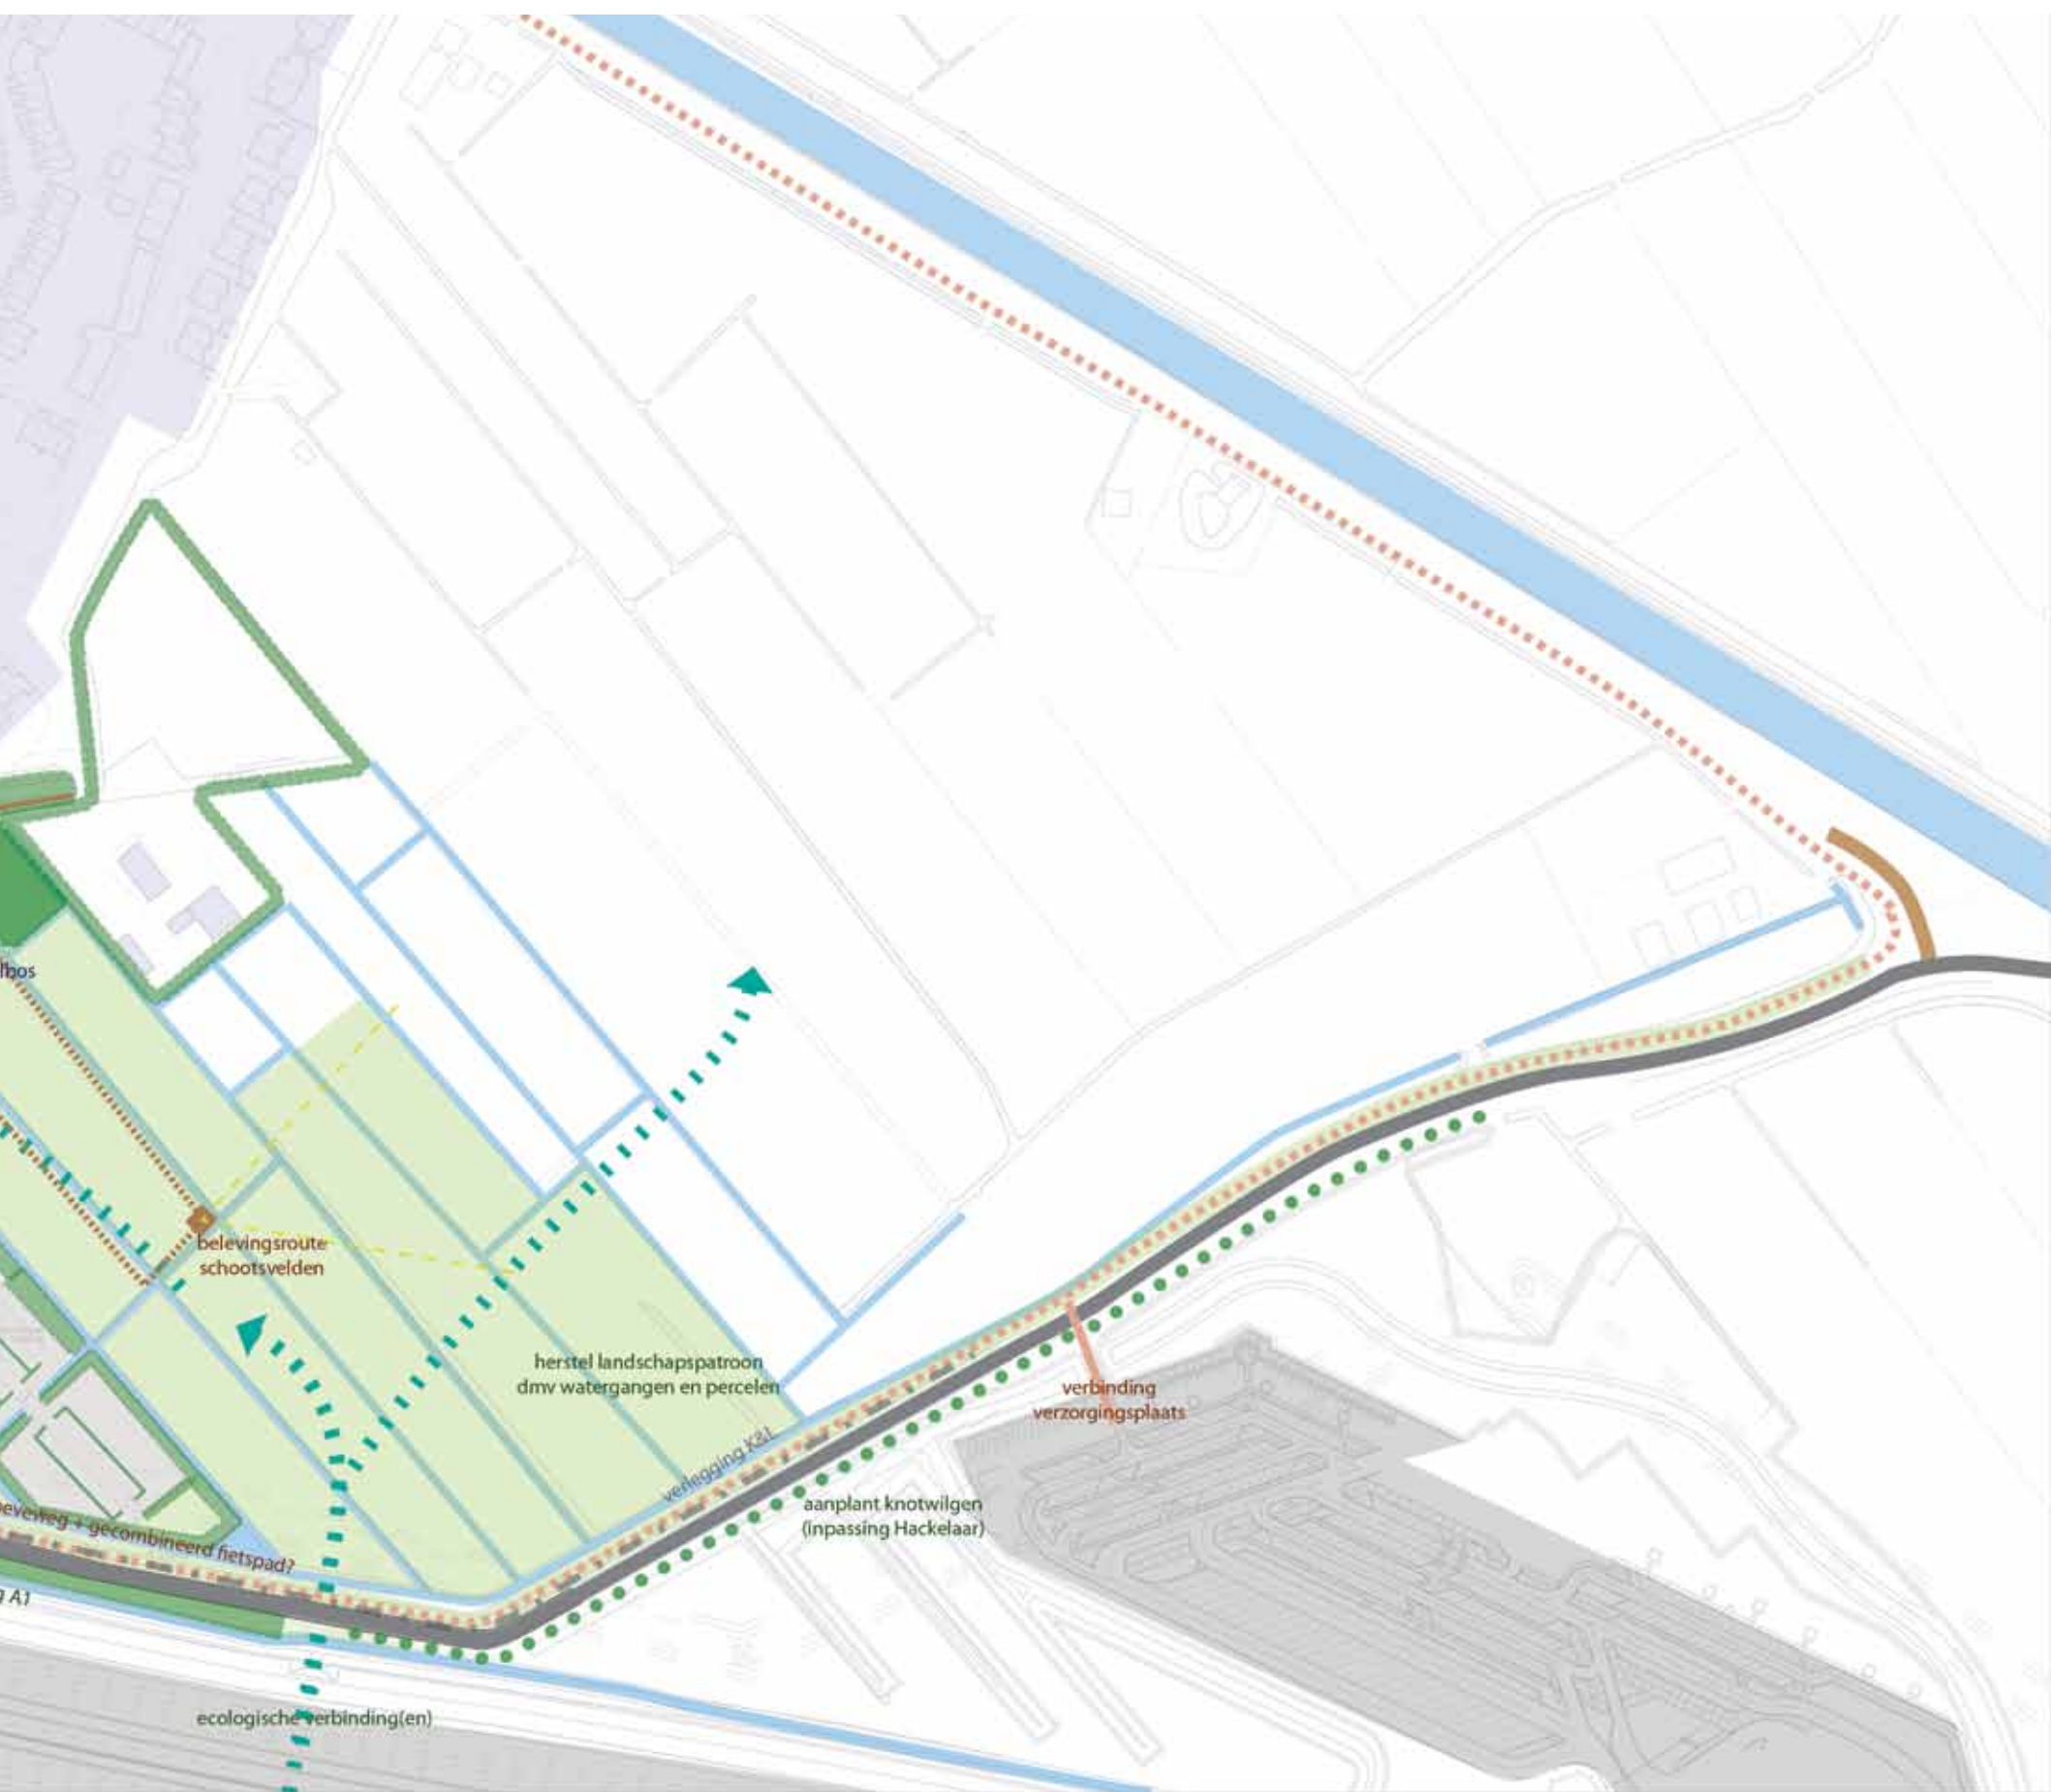 belevingsroute
schootsvelden
herstel landschapspatroon
dmv watergangen en percelen
verbinding
verzorgingsplaats
verlegging K&L
aanplant knotwilgen
(inpassing Hackelaar)
+ gecombineerd fietspad?
A1
ecologische verbinding(en)